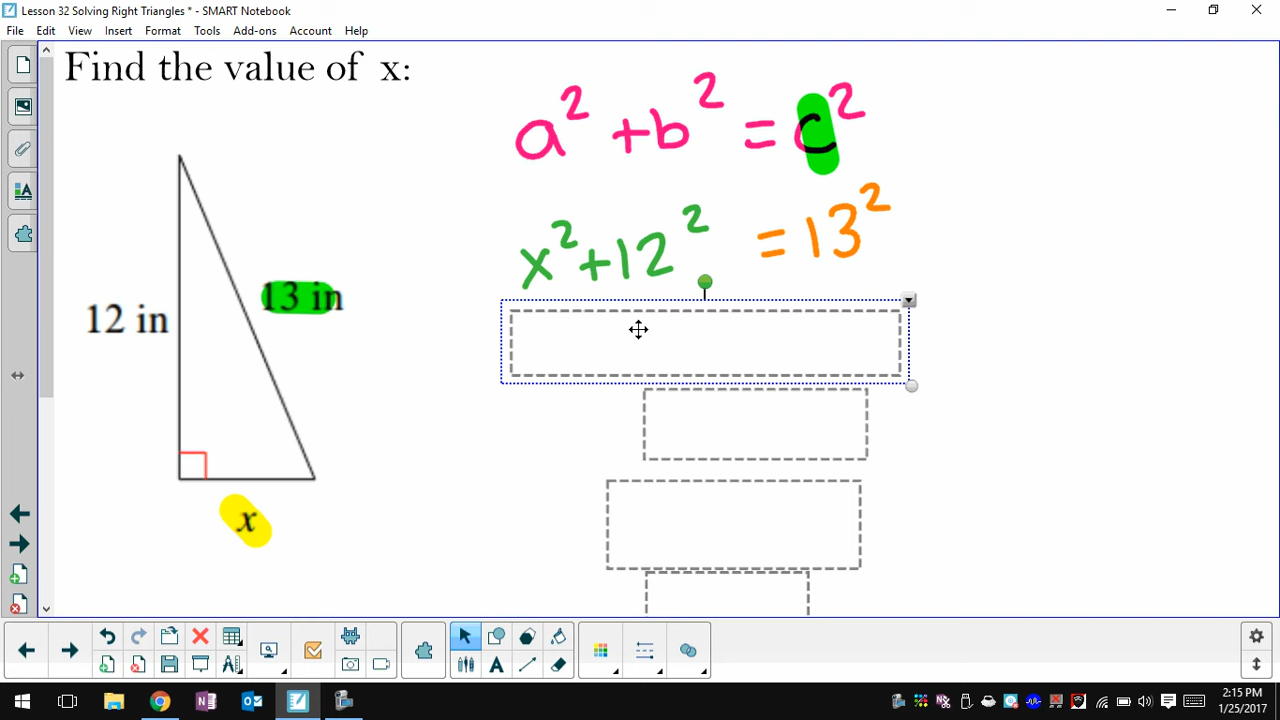 Lesson 32 Solving Right Triangles * - SMART Notebook
File Edit View Insert Format Tools Add-ons Account Help
Find the value of x:
a² + b² = c²
x² + 12² = 13²
13 in
12 in
x
2:15 PM
1/25/2017